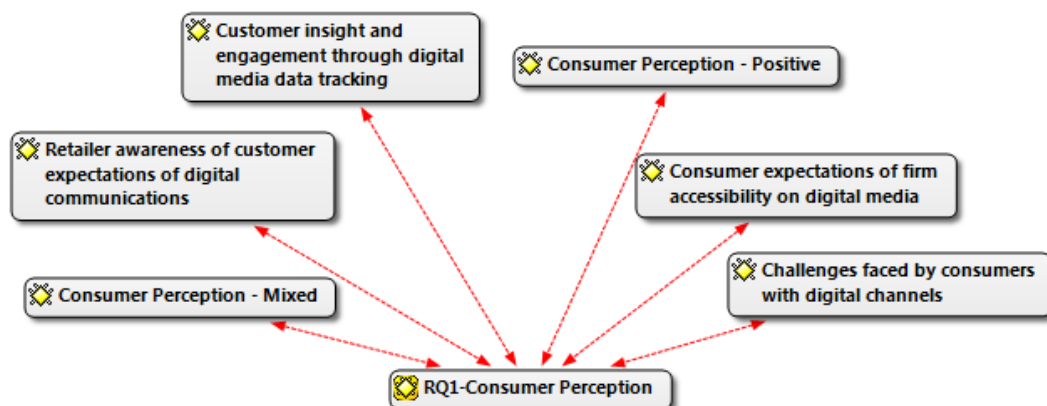 Customer insight and
engagement through digital
media data tracking
Consumer Perception - Positive
Retailer awareness of customer
expectations of digital
communications
Consumer expectations of firm
accessibility on digital media
Consumer Perception - Mixed
Challenges faced by consumers
with digital channels
RQ1-Consumer Perception